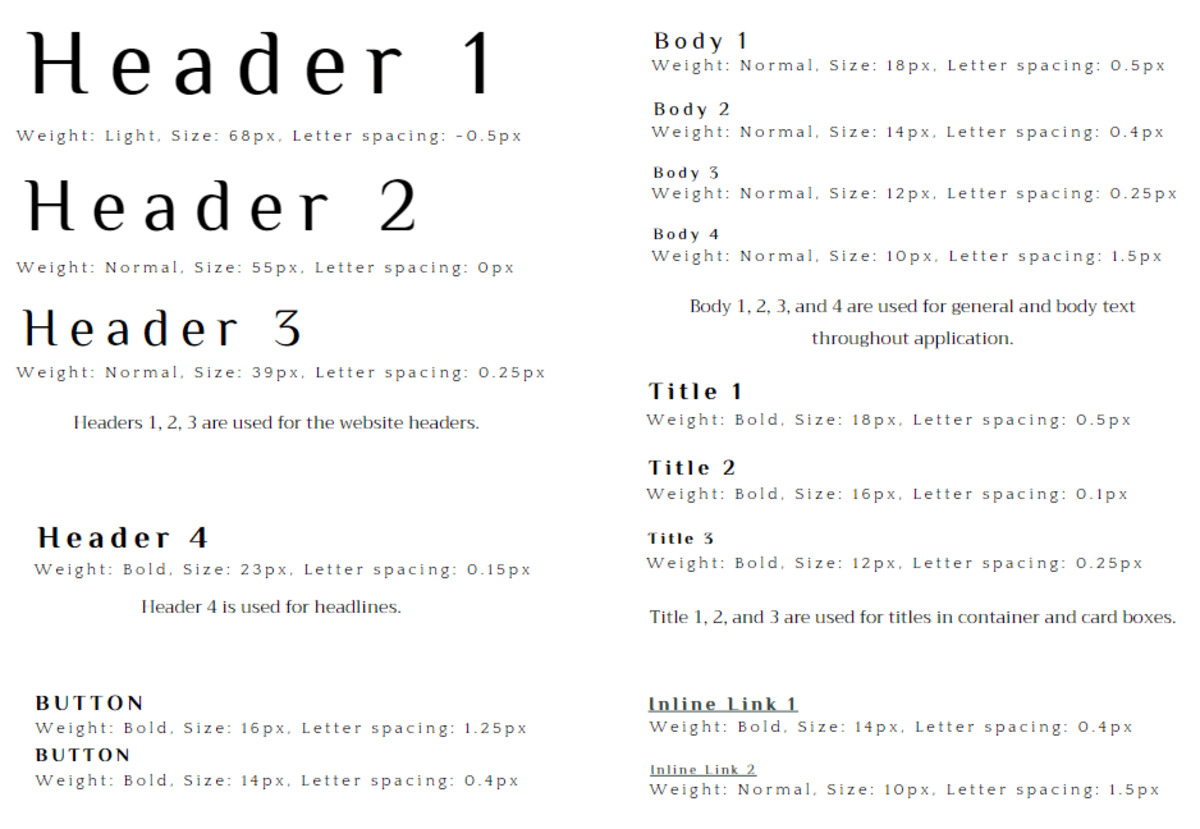 Header 1
Weight: Light, Size: 68px, Letter spacing: -0.5px
Header 2
Weight: Normal, Size: 55px, Letter spacing: 0px
Header 3
Weight: Normal, Size: 39px, Letter spacing: 0.25px
Headers 1, 2, 3 are used for the website headers.
Header 4
Weight: Bold, Size: 23px, Letter spacing: 0.15px
Header 4 is used for headlines.
BUTTON
Weight: Bold, Size: 16px, Letter spacing: 1.25px
BUTTON
Weight: Bold, Size: 14px, Letter spacing: 0.4px
Body 1
Weight: Normal, Size: 18px, Letter spacing: 0.5px
Body 2
Weight: Normal, Size: 14px, Letter spacing: 0.4px
Body 3
Weight: Normal, Size: 12px, Letter spacing: 0.25px
Body 4
Weight: Normal, Size: 10px, Letter spacing: 1.5px
Body 1, 2, 3, and 4 are used for general and body text
throughout application.
Title 1
Weight: Bold, Size: 18px, Letter spacing: 0.5px
Title 2
Weight: Bold, Size: 16px, Letter spacing: 0.1px
Title 3
Weight: Bold, Size: 12px, Letter spacing: 0.25px
Title 1, 2, and 3 are used for titles in container and card boxes.
Inline Link 1
Weight: Bold, Size: 14px, Letter spacing: 0.4px
Inline Link 2
Weight: Normal, Size: 10px, Letter spacing: 1.5px